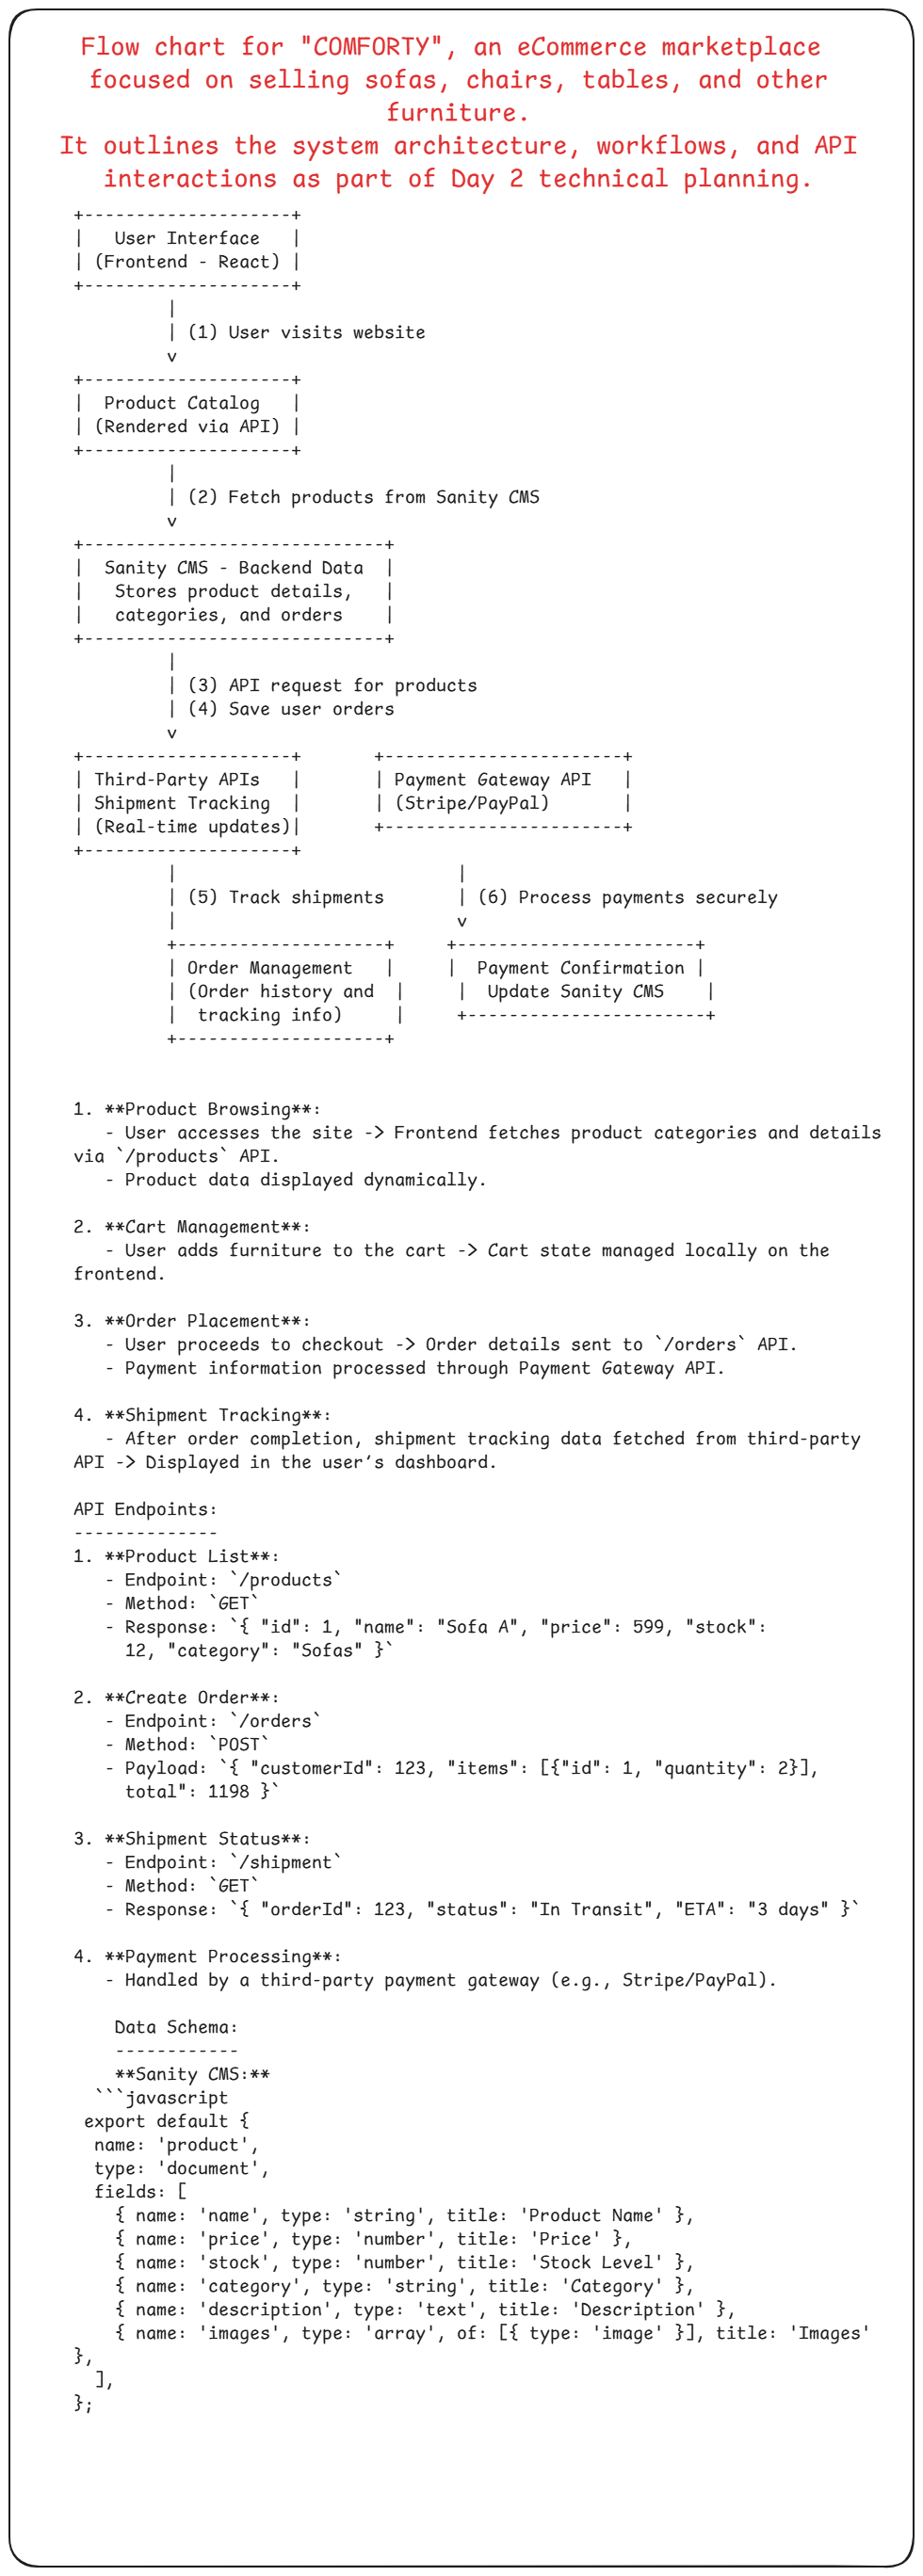 Flow chart for "COMFORTY", an eCommerce marketplace
focused on selling sofas, chairs, tables, and other
furniture.
It outlines the system architecture, workflows, and API
interactions as part of Day 2 technical planning.
+--------------------+
|   User Interface   |
| (Frontend - React) |
+--------------------+
         |
         | (1) User visits website
         v
+--------------------+
|  Product Catalog   |
| (Rendered via API) |
+--------------------+
         |
         | (2) Fetch products from Sanity CMS
         v
+-----------------------------+
|  Sanity CMS - Backend Data  |
|   Stores product details,   |
|   categories, and orders    |
+-----------------------------+
         |
         | (3) API request for products
         | (4) Save user orders
         v
+--------------------+       +-----------------------+
| Third-Party APIs   |       | Payment Gateway API   |
| Shipment Tracking  |       | (Stripe/PayPal)       |
| (Real-time updates)|       +-----------------------+
+--------------------+
         |                           |
         | (5) Track shipments       | (6) Process payments securely
         |                           v
         +--------------------+     +-----------------------+
         | Order Management   |     |  Payment Confirmation |
         | (Order history and  |     |  Update Sanity CMS    |
         |  tracking info)     |     +-----------------------+
         +--------------------+
1. **Product Browsing**:
   - User accesses the site -> Frontend fetches product categories and details
via `/products` API.
   - Product data displayed dynamically.
2. **Cart Management**:
   - User adds furniture to the cart -> Cart state managed locally on the
frontend.
3. **Order Placement**:
   - User proceeds to checkout -> Order details sent to `/orders` API.
   - Payment information processed through Payment Gateway API.
4. **Shipment Tracking**:
   - After order completion, shipment tracking data fetched from third-party
API -> Displayed in the user’s dashboard.
API Endpoints:
--------------
1. **Product List**:
   - Endpoint: `/products`
   - Method: `GET`
   - Response: `{ "id": 1, "name": "Sofa A", "price": 599, "stock":
     12, "category": "Sofas" }`
2. **Create Order**:
   - Endpoint: `/orders`
   - Method: `POST`
   - Payload: `{ "customerId": 123, "items": [{"id": 1, "quantity": 2}],
     total": 1198 }`
3. **Shipment Status**:
   - Endpoint: `/shipment`
   - Method: `GET`
   - Response: `{ "orderId": 123, "status": "In Transit", "ETA": "3 days" }`
4. **Payment Processing**:
   - Handled by a third-party payment gateway (e.g., Stripe/PayPal).
    Data Schema:
    ------------
    **Sanity CMS:**
  ```javascript
 export default {
  name: 'product',
  type: 'document',
  fields: [
    { name: 'name', type: 'string', title: 'Product Name' },
    { name: 'price', type: 'number', title: 'Price' },
    { name: 'stock', type: 'number', title: 'Stock Level' },
    { name: 'category', type: 'string', title: 'Category' },
    { name: 'description', type: 'text', title: 'Description' },
    { name: 'images', type: 'array', of: [{ type: 'image' }], title: 'Images'
},
  ],
};